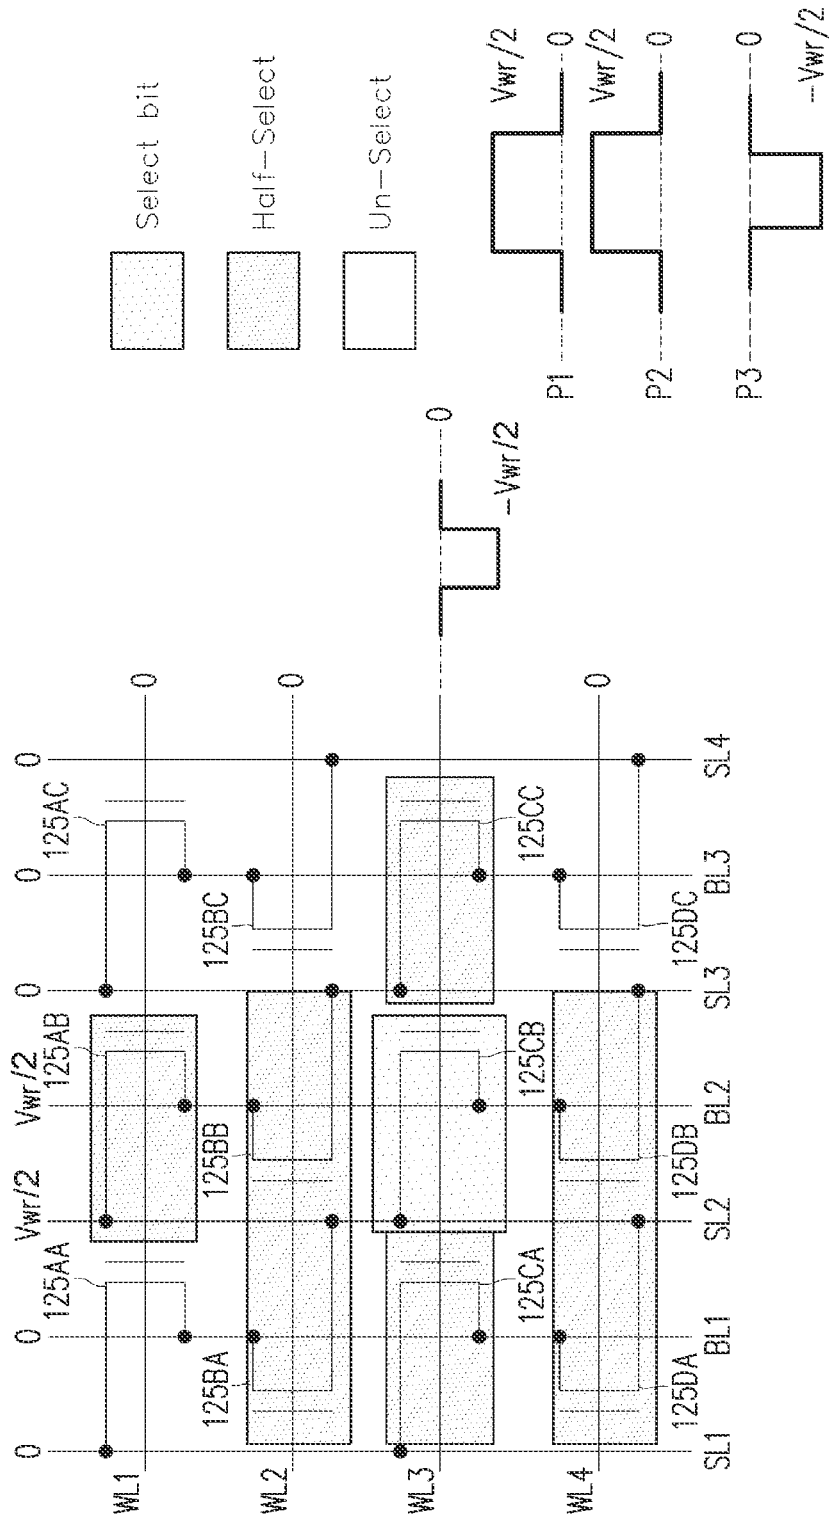 0
0
Vwr/2
Vwr/2
0
0
0
125AA
125AB
125AC
WL1
0
125BA
125BB
125BC
WL2
0
WL3
0
-Vwr/2
125CA
125CB
125CC
WL4
0
125DA
125DB
125DC
SL1
BL1
SL2
BL2
SL3
BL3
SL4
Select bit
Half-Select
Un-Select
P1
Vwr/2
0
P2
Vwr/2
0
P3
0
-Vwr/2